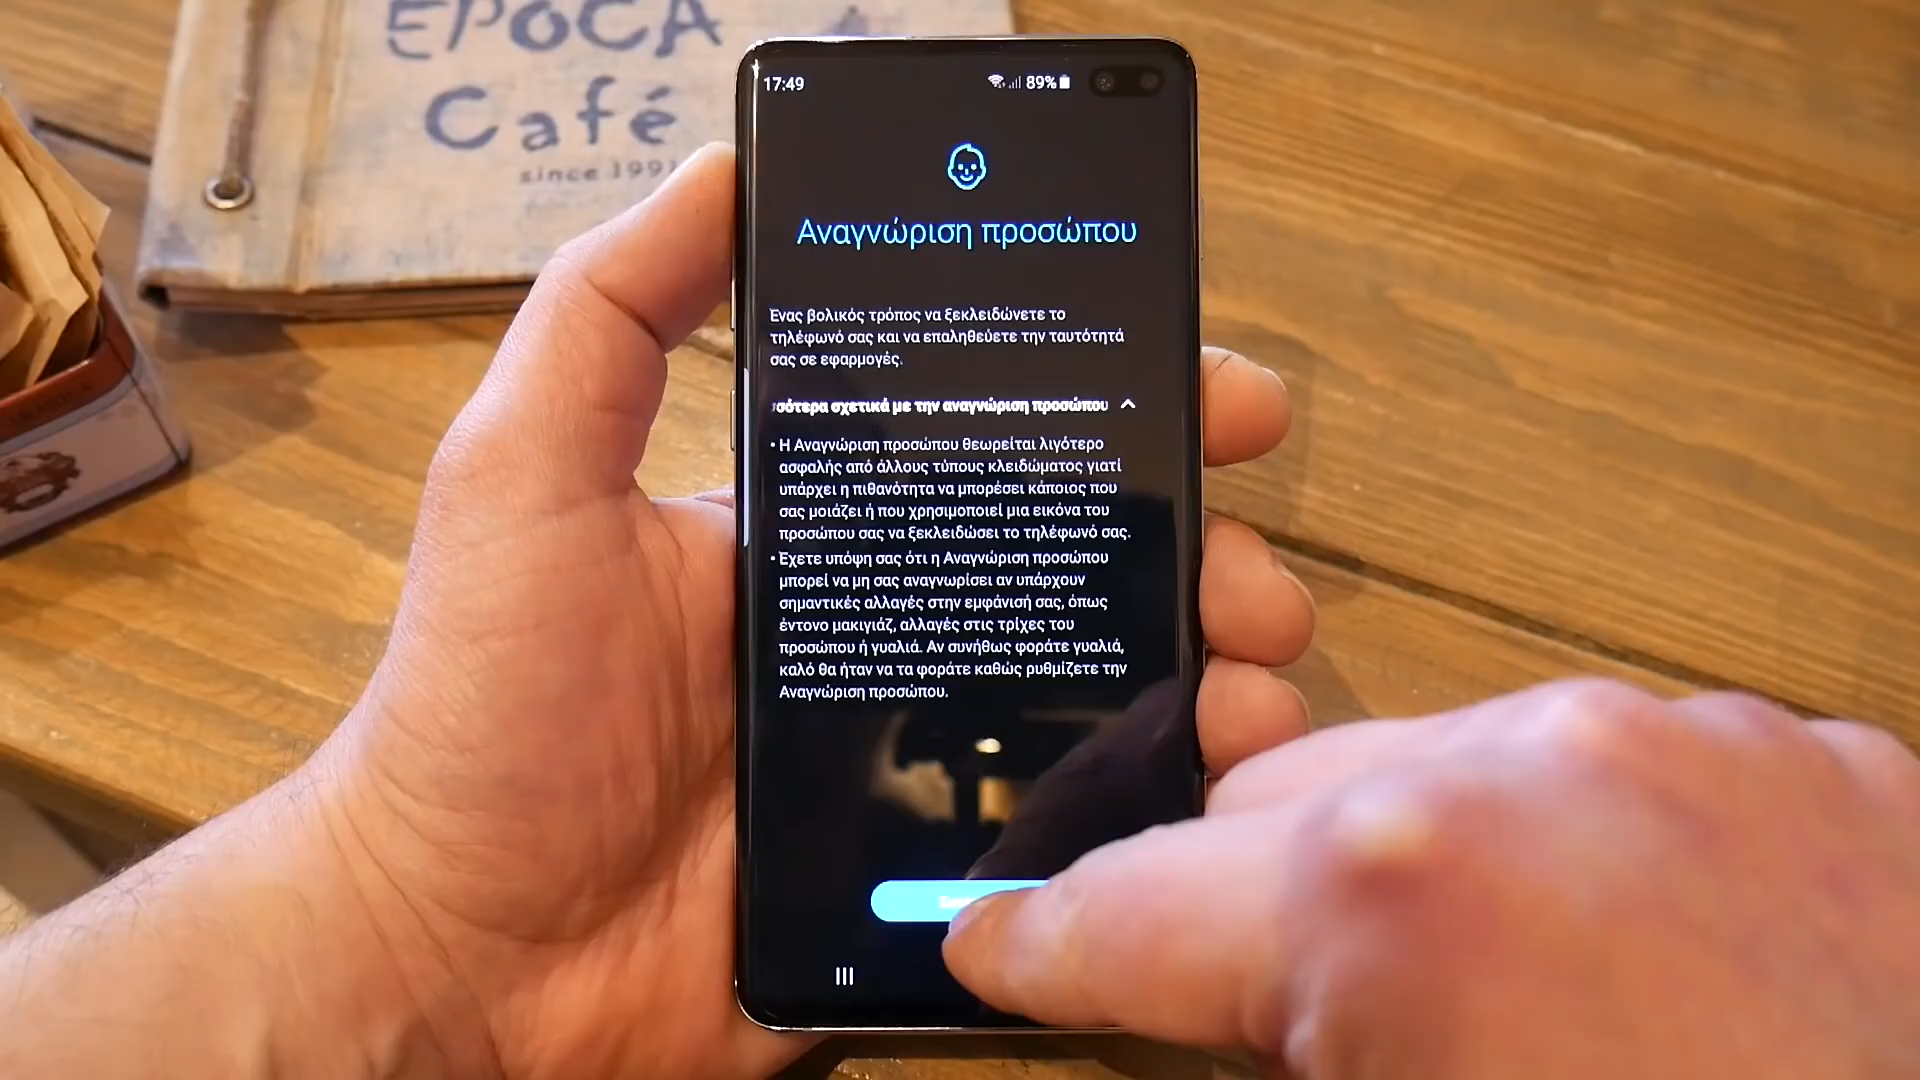 EPOCA
Café
since 1991
17:49
89%
Αναγνώριση προσώπου
Ένας βολικός τρόπος να ξεκλειδώνετε το
τηλέφωνό σας και να επαληθεύετε την ταυτότητά
σας σε εφαρμογές.
σότερα σχετικά με την αναγνώριση προσώπου
• Η Αναγνώριση προσώπου θεωρείται λιγότερο
ασφαλής από άλλους τύπους κλειδώματος γιατί
υπάρχει η πιθανότητα να μπορέσει κάποιος που
σας μοιάζει ή που χρησιμοποιεί μια εικόνα του
προσώπου σας να ξεκλειδώσει το τηλέφωνό σας.
• Έχετε υπόψη σας ότι η Αναγνώριση προσώπου
μπορεί να μη σας αναγνωρίσει αν υπάρχουν
σημαντικές αλλαγές στην εμφάνισή σας, όπως
έντονο μακιγιάζ, αλλαγές στις τρίχες του
προσώπου ή γυαλιά. Αν συνήθως φοράτε γυαλιά,
καλό θα ήταν να τα φοράτε καθώς ρυθμίζετε την
Αναγνώριση προσώπου.